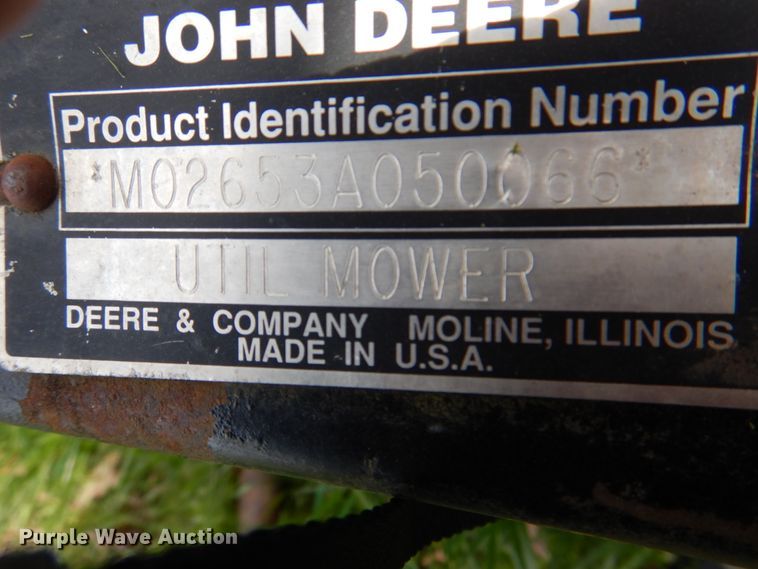 JOHN DEERE
Product Identification Number
*M02653A050066*
UTIL MOWER
DEERE & COMPANY MOLINE, ILLINOIS
MADE IN U.S.A.
Purple Wave Auction